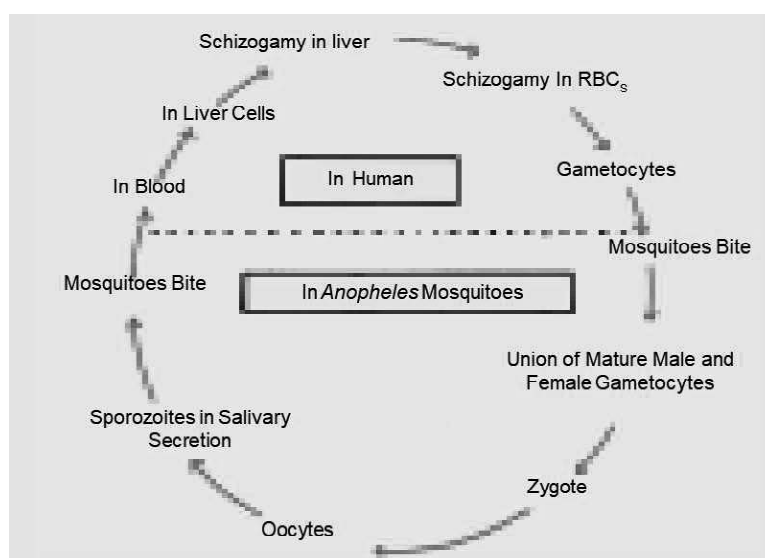 Schizogamy in liver
Schizogamy In RBCs
In Liver Cells
Gametocytes
In Human
In Blood
Mosquitoes Bite
Mosquitoes Bite
In Anopheles Mosquitoes
Union of Mature Male and
Female Gametocytes
Sporozoites in Salivary
Secretion
Zygote
Oocytes